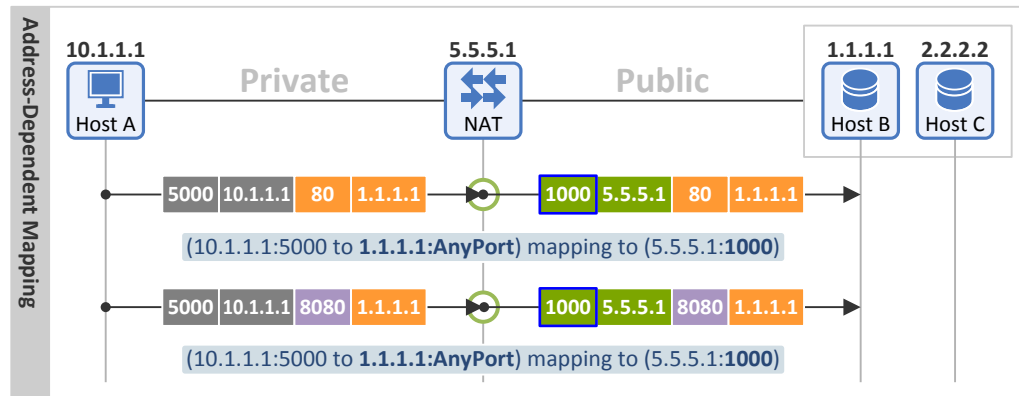 Address-Dependent Mapping
10.1.1.1 5.5.5.1 1.1.1.1 2.2.2.2
Private Public
Host A NAT Host B Host C
5000 10.1.1.1 80 1.1.1.1 1000 5.5.5.1 80 1.1.1.1
(10.1.1.1:5000 to 1.1.1.1:AnyPort) mapping to (5.5.5.1:1000)
5000 10.1.1.1 8080 1.1.1.1 1000 5.5.5.1 8080 1.1.1.1
(10.1.1.1:5000 to 1.1.1.1:AnyPort) mapping to (5.5.5.1:1000)